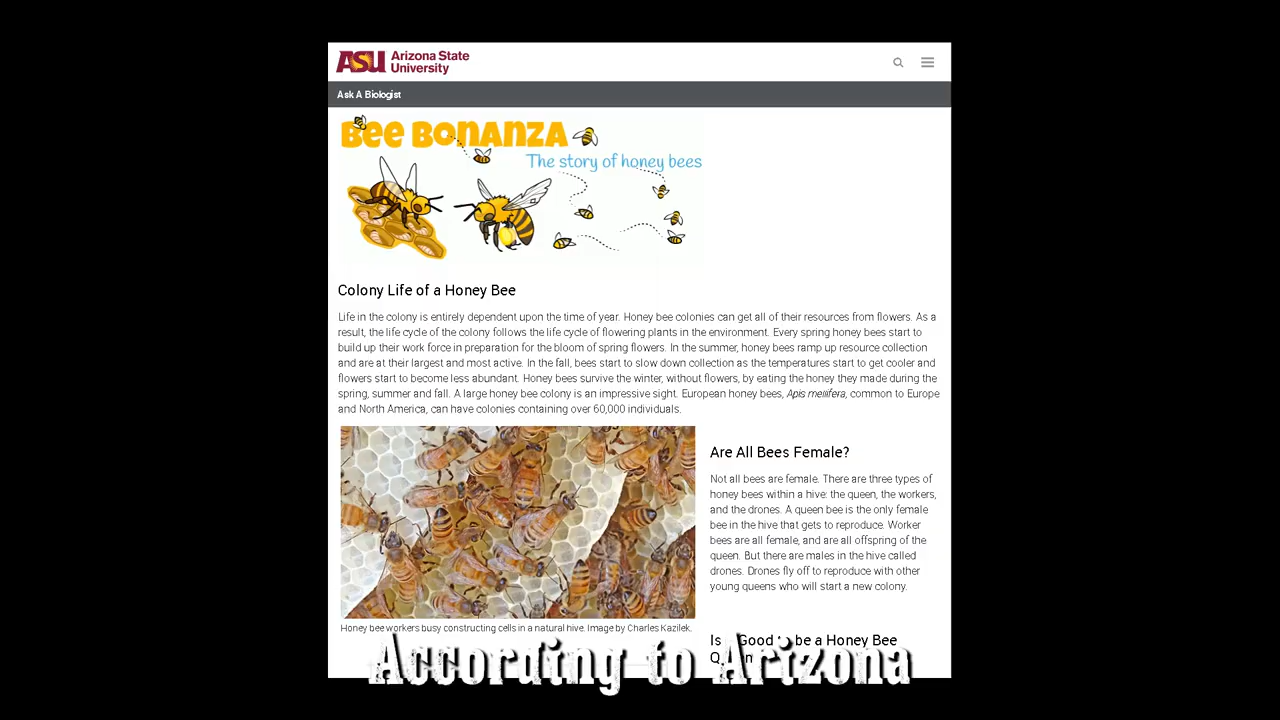 ASU Arizona State
University
Ask A Biologist
Bee Bonanza
The story of honey bees
Colony Life of a Honey Bee
Life in the colony is entirely dependent upon the time of year. Honey bee colonies can get all of their resources from flowers. As a
result, the life cycle of the colony follows the life cycle of flowering plants in the environment. Every spring honey bees start to
build up their work force in preparation for the bloom of spring flowers. In the summer, honey bees ramp up resource collection
and are at their largest and most active. In the fall, bees start to slow down collection as the temperatures start to get cooler and
flowers start to become less abundant. Honey bees survive the winter, without flowers, by eating the honey they made during the
spring, summer and fall. A large honey bee colony is an impressive sight. European honey bees, Apis mellifera, common to Europe
and North America, can have colonies containing over 60,000 individuals.
Honey bee workers busy constructing cells in a natural hive. Image by Charles Kazilek.
Are All Bees Female?
Not all bees are female. There are three types of
honey bees within a hive: the queen, the workers,
and the drones. A queen bee is the only female
bee in the hive that gets to reproduce. Worker
bees are all female, and are all offspring of the
queen. But there are males in the hive called
drones. Drones fly off to reproduce with other
young queens who will start a new colony.
Is Good to be a Honey Bee
According to Arizona